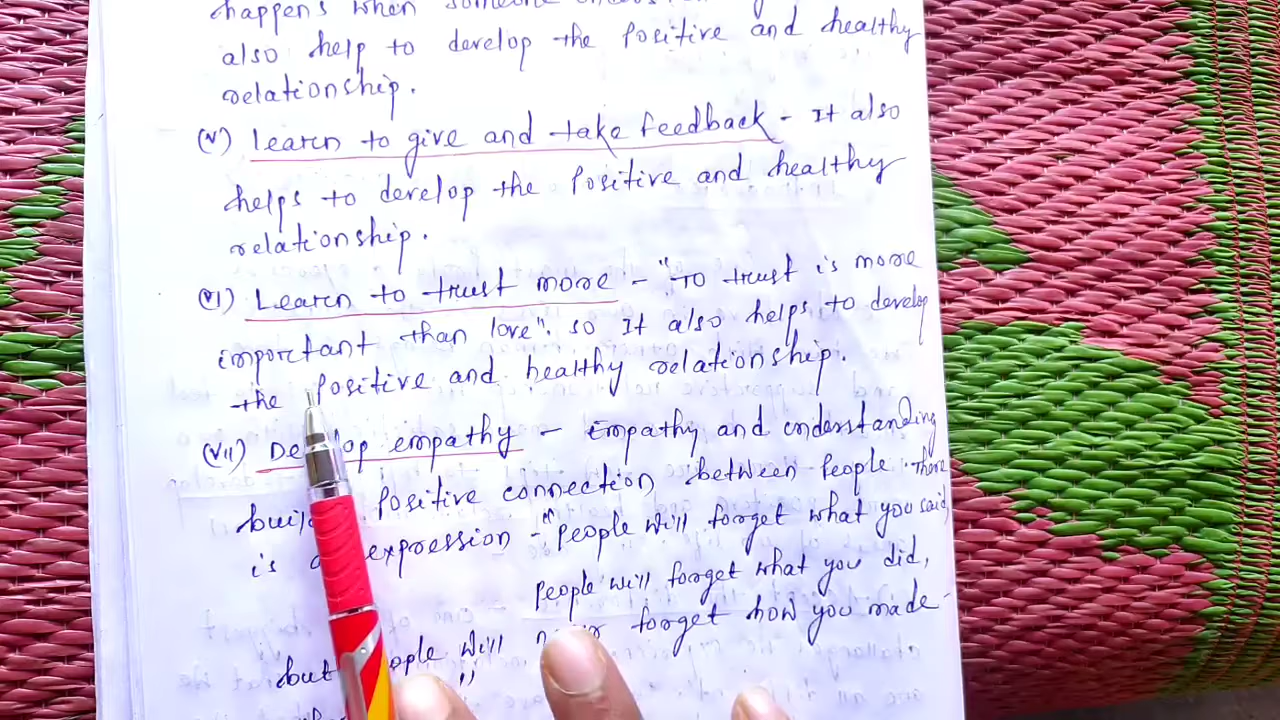 happens when someone
also help to develop the positive and healthy
relationship.
(V) Learn to give and take feedback - It also
helps to develop the Positive and healthy
relationship.
(VI) Learn to trust more - "To trust is more
important than love". so It also helps to develop
the positive and healthy relationship.
(VII) Develop empathy - Empathy and understanding
Positive connection between People. There
is expression - "People will forget what you said,
People will forget what you did,
but will forget how you made
"